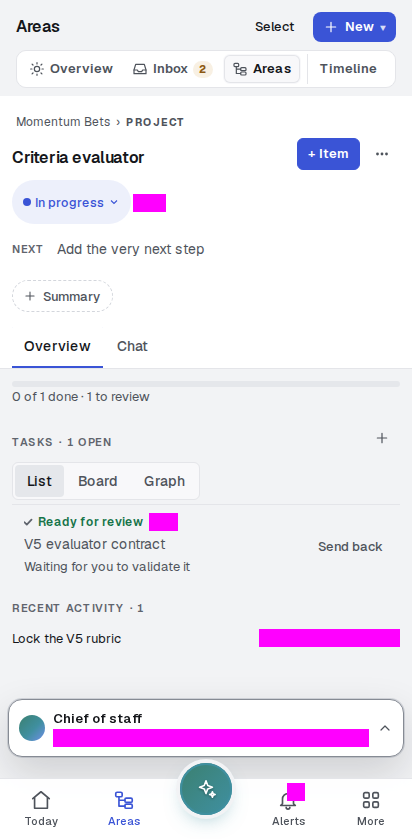 Areas
Select
New
Overview
Inbox 2
Areas
Timeline
Momentum Bets › PROJECT
Criteria evaluator
+ Item
In progress
NEXT Add the very next step
Summary
Overview
Chat
0 of 1 done · 1 to review
TASKS · 1 OPEN
List
Board
Graph
Ready for review
V5 evaluator contract
Send back
Waiting for you to validate it
RECENT ACTIVITY · 1
Lock the V5 rubric
Chief of staff
Today
Areas
Alerts
More